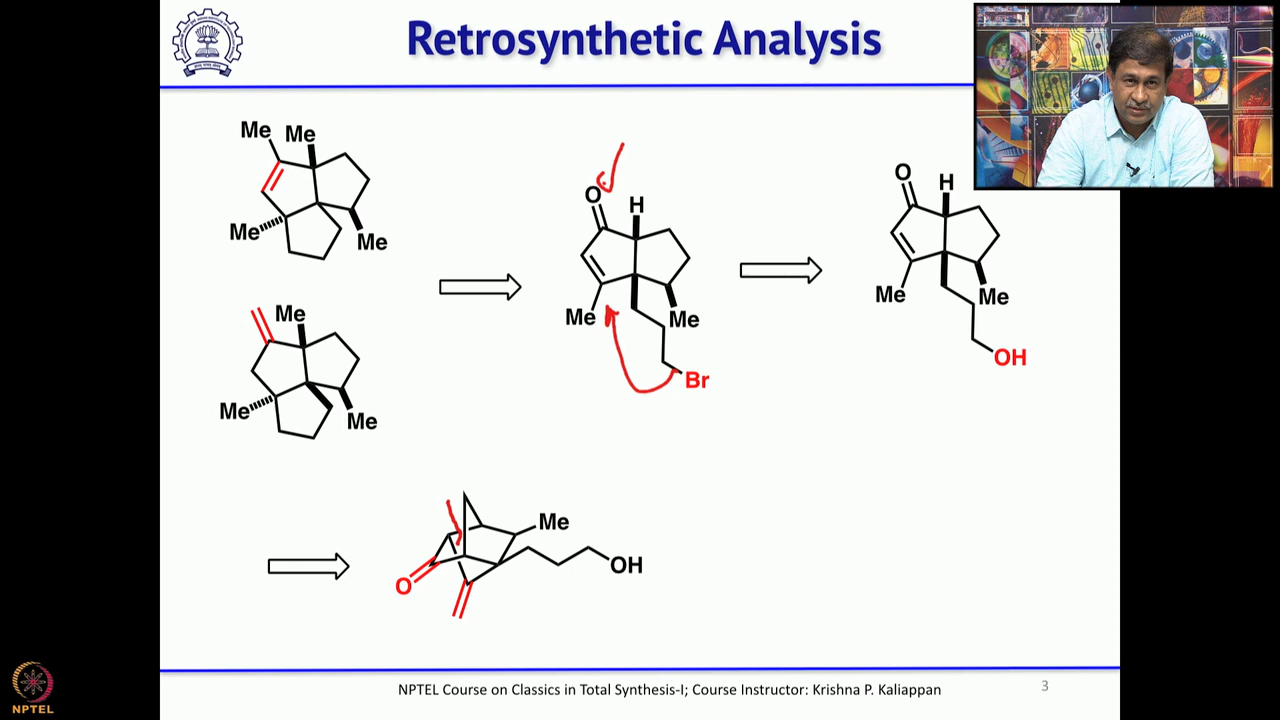 Retrosynthetic Analysis
Me Me
Me
Me
Me
Me
Me
O
H
Me
Me
Br
O
H
Me
Me
OH
Me
O
OH
NPTEL Course on Classics in Total Synthesis-I; Course Instructor: Krishna P. Kaliappan
3
NPTEL